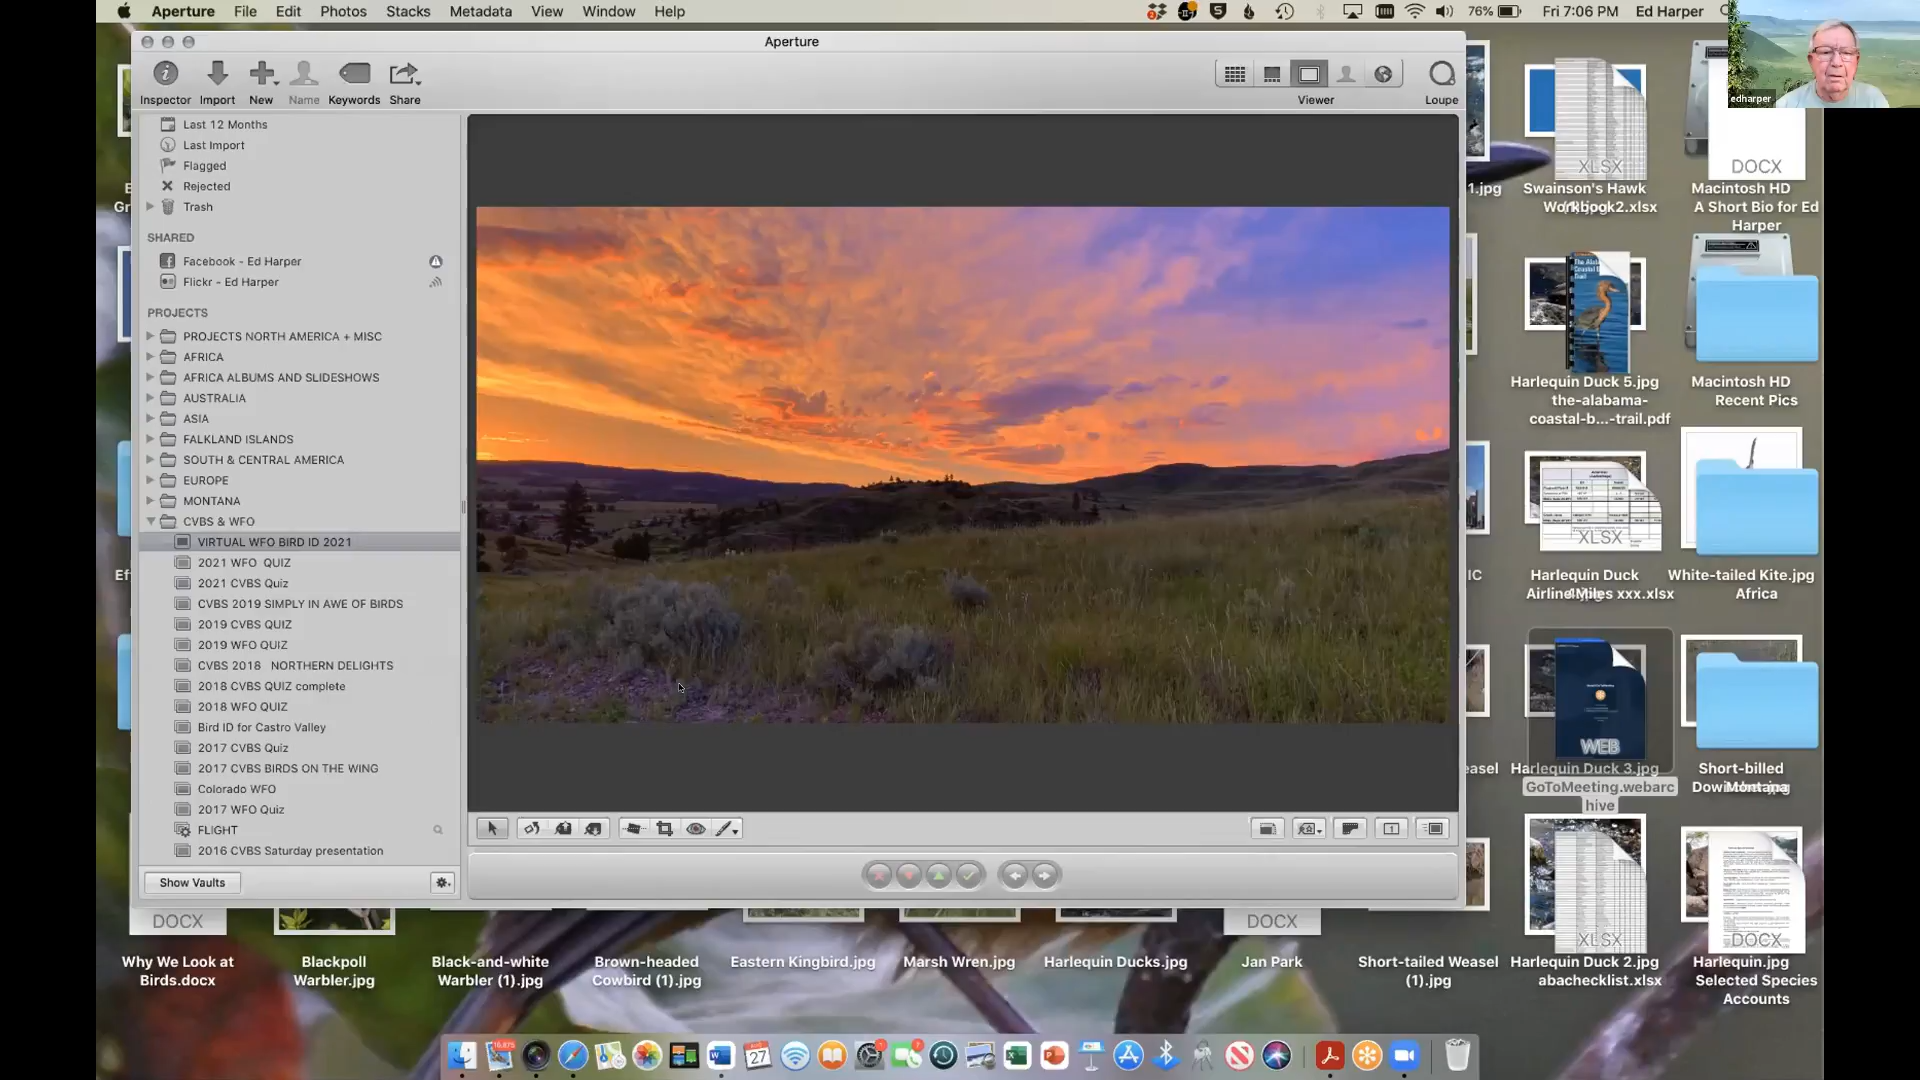 Aperture File Edit Photos Stacks Metadata View Window Help
76% Fri 7:06 PM Ed Harper
edharper
Aperture
Inspector Import New Name Keywords Share
Viewer Loupe
Last 12 Months
Last Import
Flagged
Rejected
Trash
SHARED
Facebook - Ed Harper
Flickr - Ed Harper
PROJECTS
PROJECTS NORTH AMERICA + MISC
AFRICA
AFRICA ALBUMS AND SLIDESHOWS
AUSTRALIA
ASIA
FALKLAND ISLANDS
SOUTH & CENTRAL AMERICA
EUROPE
MONTANA
CVBS & WFO
VIRTUAL WFO BIRD ID 2021
2021 WFO QUIZ
2021 CVBS Quiz
CVBS 2019 SIMPLY IN AWE OF BIRDS
2019 CVBS QUIZ
2019 WFO QUIZ
CVBS 2018 NORTHERN DELIGHTS
2018 CVBS QUIZ complete
2018 WFO QUIZ
Bird ID for Castro Valley
2017 CVBS Quiz
2017 CVBS BIRDS ON THE WING
Colorado WFO
2017 WFO Quiz
FLIGHT
2016 CVBS Saturday presentation
Show Vaults
1.jpg
XLSX
Swainson's Hawk
Workbook2.xlsx
DOCX
Macintosh HD
A Short Bio for Ed
Harper
Harlequin Duck 5.jpg
the-alabama-
coastal-b...-trail.pdf
Macintosh HD
Recent Pics
XLSX
IC
Harlequin Duck
AirlineMiles xxx.xlsx
White-tailed Kite.jpg
Africa
WEB
easel
Harlequin Duck 3.jpg
GoToMeeting.webarc
hive
Short-billed
Montana
DOCX
Why We Look at
Birds.docx
Blackpoll
Warbler.jpg
Black-and-white
Warbler (1).jpg
Brown-headed
Cowbird (1).jpg
Eastern Kingbird.jpg
Marsh Wren.jpg
Harlequin Ducks.jpg
DOCX
Jan Park
Short-tailed Weasel
(1).jpg
XLSX
Harlequin Duck 2.jpg
abachecklist.xlsx
DOCX
Harlequin.jpg
Selected Species
Accounts
27